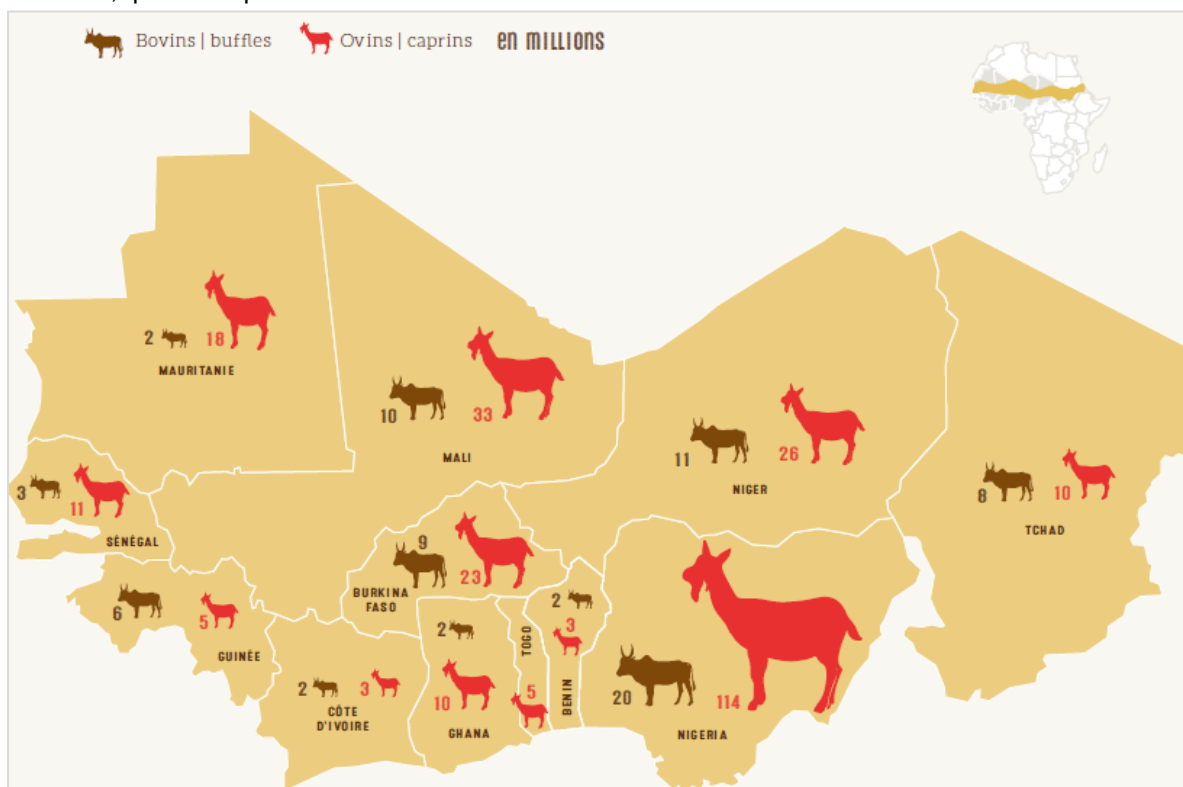 Bovins | buffles Ovins | caprins en millions
2 18
MAURITANIE
10 33
MALI
11 26
NIGER
8 10
TCHAD
3 11
SÉNÉGAL
9 23
BURKINA
FASO
6 5
GUINÉE
2 3
CÔTE
D'IVOIRE
2
10
GHANA
TOGO
5
2
3
BENIN
20 114
NIGERIA